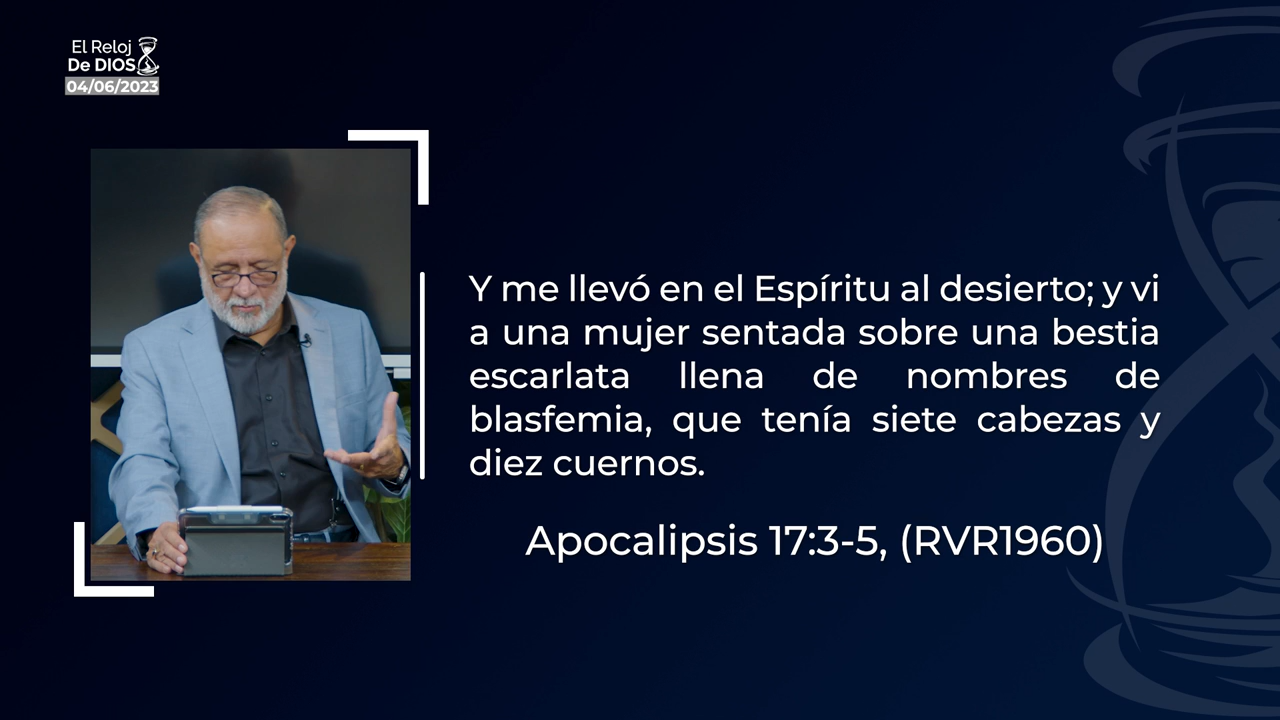 El Reloj
De DIOS
04/06/2023
Y me llevó en el Espíritu al desierto; y vi
a una mujer sentada sobre una bestia
escarlata llena de nombres de
blasfemia, que tenía siete cabezas y
diez cuernos.
Apocalipsis 17:3-5, (RVR1960)